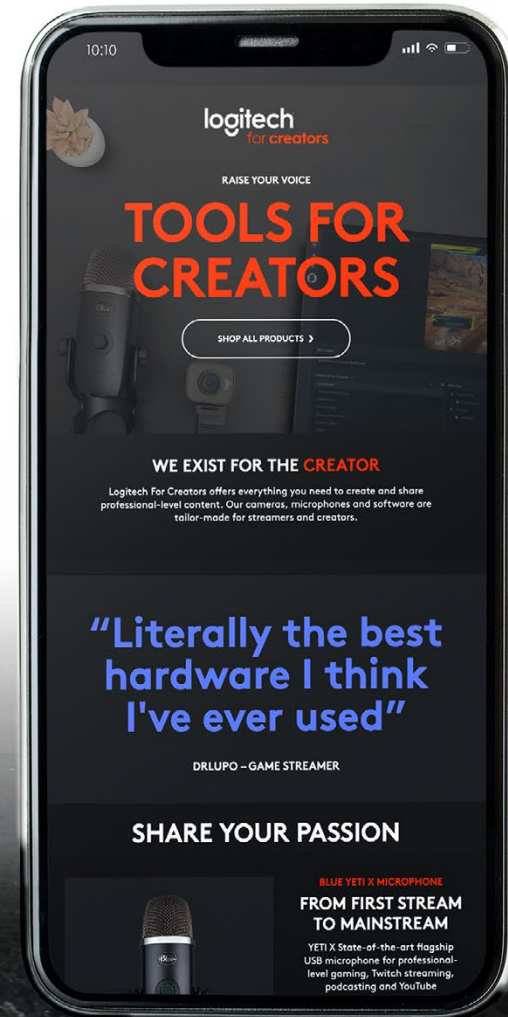 10:10
logitech
for creators
RAISE YOUR VOICE
TOOLS FOR
CREATORS
SHOP ALL PRODUCTS ❯
WE EXIST FOR THE CREATOR
Logitech For Creators offers everything you need to create and share
professional-level content. Our cameras, microphones and software are
tailor-made for streamers and creators.
“Literally the best
hardware I think
I've ever used”
DRLUPO – GAME STREAMER
SHARE YOUR PASSION
BLUE YETI X MICROPHONE
FROM FIRST STREAM
TO MAINSTREAM
YETI X State-of-the-art flagship
USB microphone for professional-
level gaming, Twitch streaming,
podcasting and YouTube